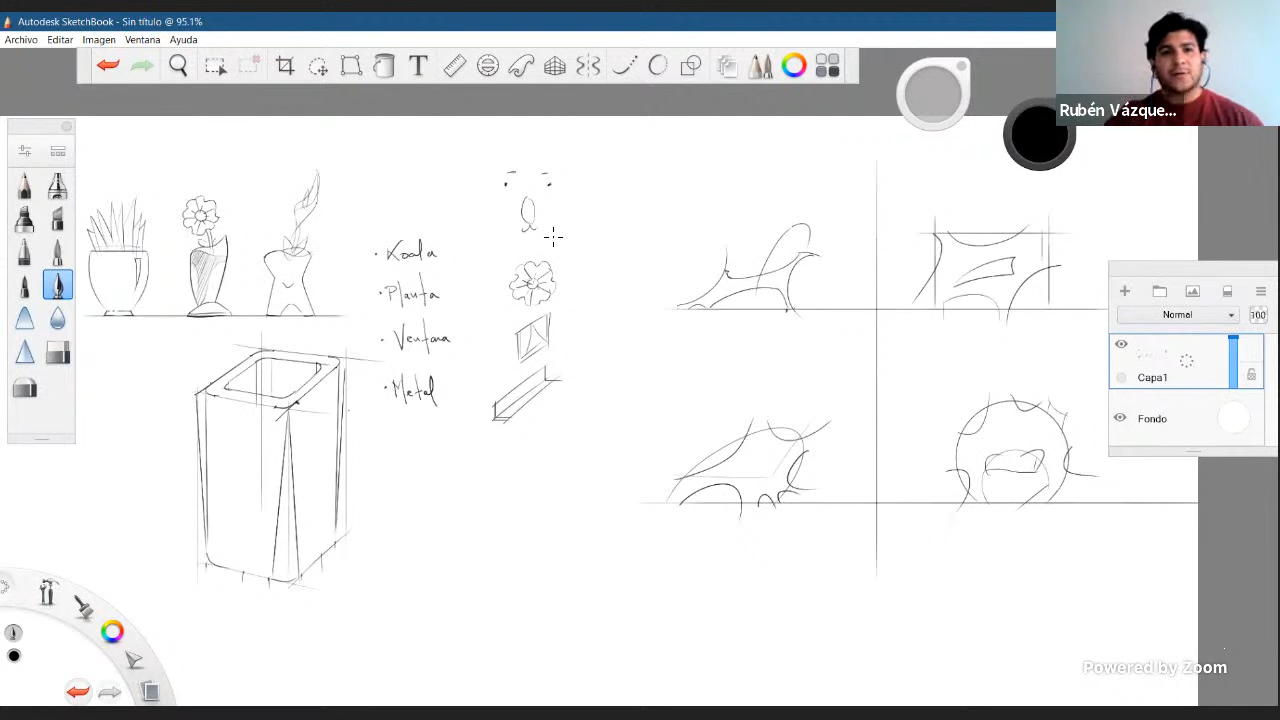 Autodesk SketchBook - Sin título @ 95.1%
Archivo Editar Imagen Ventana Ayuda
T
Rubén Vázque...
• Koala
• Planta
• Ventana
• Metal
Normal
100
Capa1
Fondo
Powered by Zoom